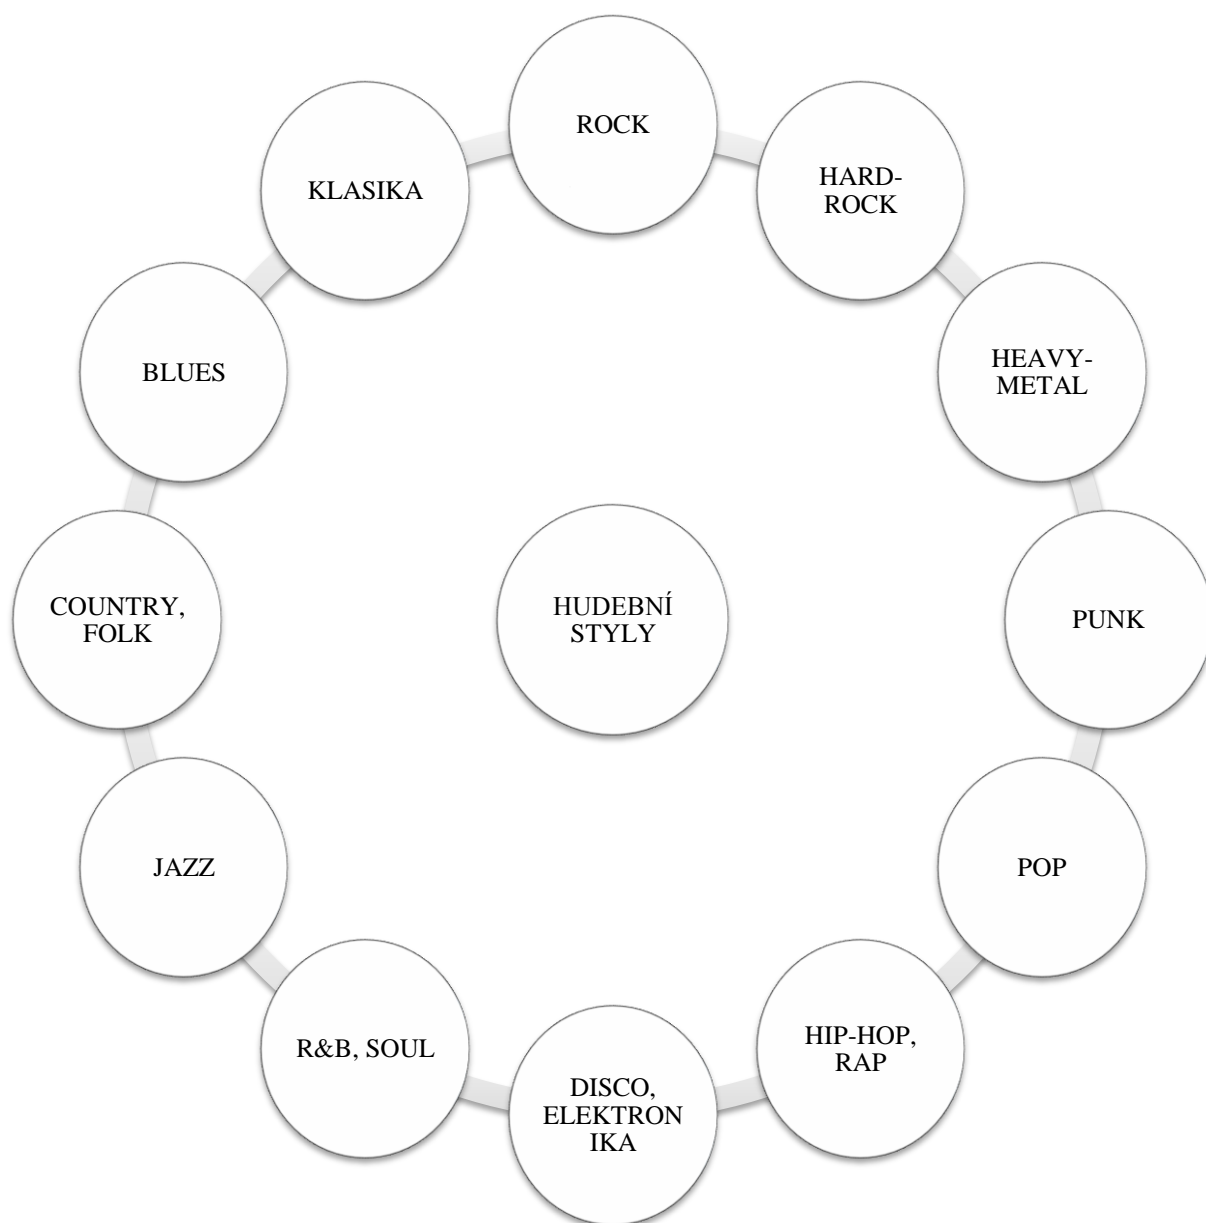 ROCK
HARD-
ROCK
HEAVY-
METAL
PUNK
POP
HIP-HOP,
RAP
DISCO,
ELEKTRON
IKA
R&B, SOUL
JAZZ
COUNTRY,
FOLK
BLUES
KLASIKA
HUDEBNÍ
STYLY